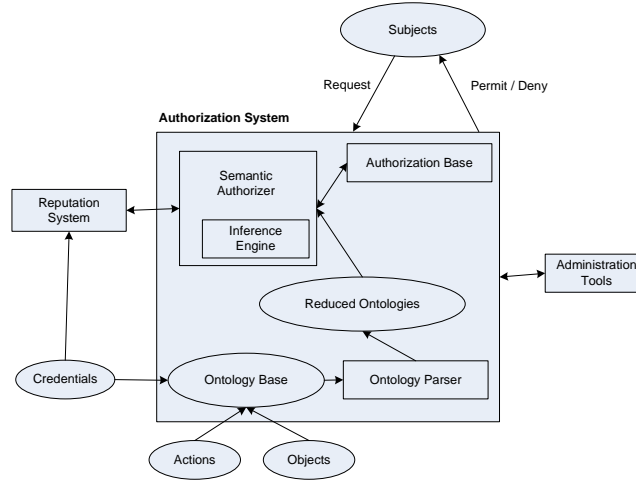 Subjects
Request
Permit / Deny
Authorization System
Semantic
Authorizer
Authorization Base
Reputation
System
Inference
Engine
Administration
Tools
Reduced Ontologies
Credentials
Ontology Base
Ontology Parser
Actions
Objects